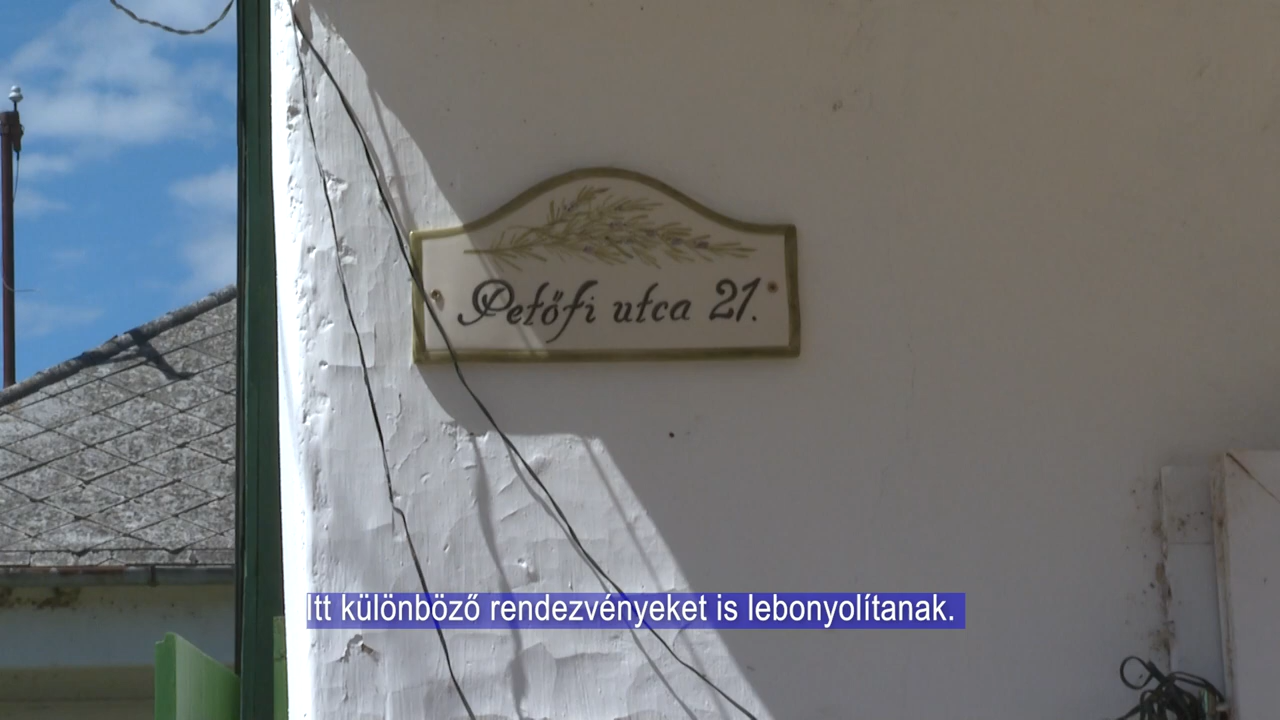 Petőfi utca 21.
Itt különböző rendezvényeket is lebonyolítanak.